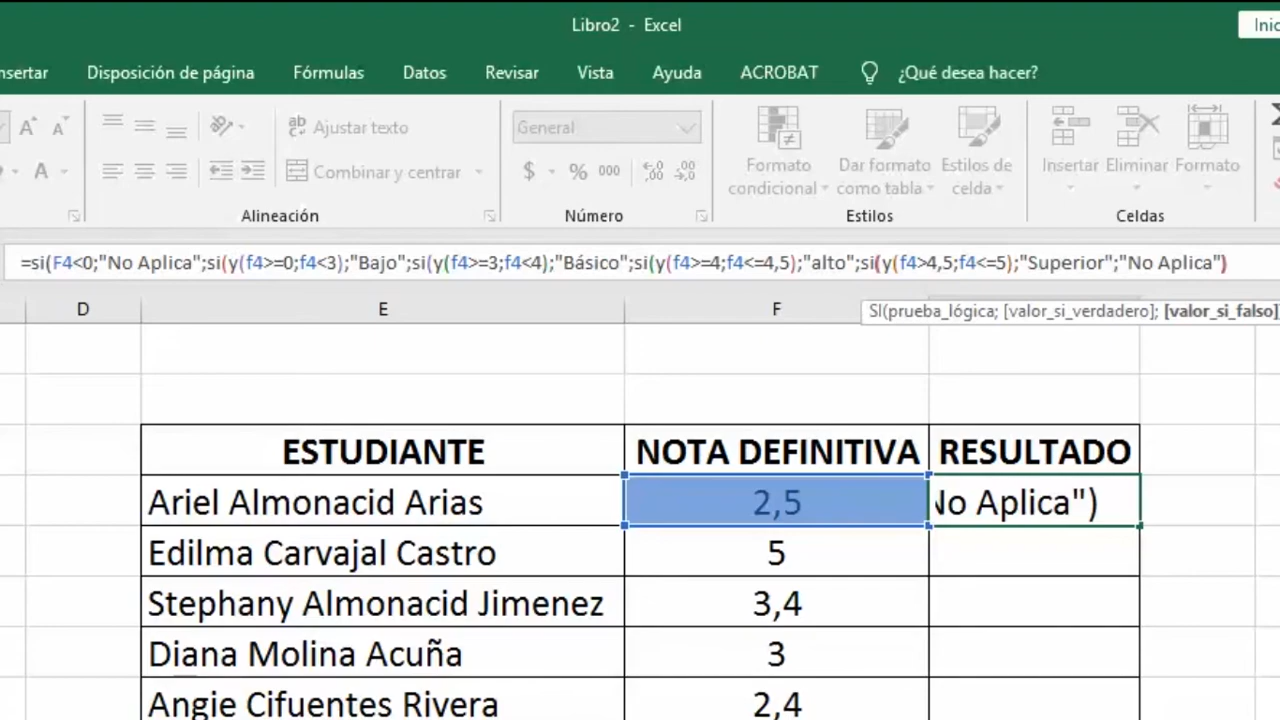 Libro2 - Excel
Inic
nsertar Disposición de página Fórmulas Datos Revisar Vista Ayuda ACROBAT ¿Qué desea hacer?
A A ab Ajustar texto General
A Combinar y centrar $ % 000 Formato condicional Dar formato como tabla Estilos de celda Insertar Eliminar Formato
Alineación Número Estilos Celdas
=si(F4<0;"No Aplica";si(y(f4>=0;f4<3);"Bajo";si(y(f4>=3;f4<4);"Básico";si(y(f4>=4;f4<=4,5);"alto";si(y(f4>4,5;f4<=5);"Superior";"No Aplica")
D E F
SI(prueba_lógica; [valor_si_verdadero]; [valor_si_falso]
ESTUDIANTE NOTA DEFINITIVA RESULTADO
Ariel Almonacid Arias 2,5 No Aplica")
Edilma Carvajal Castro 5
Stephany Almonacid Jimenez 3,4
Diana Molina Acuña 3
Angie Cifuentes Rivera 2,4